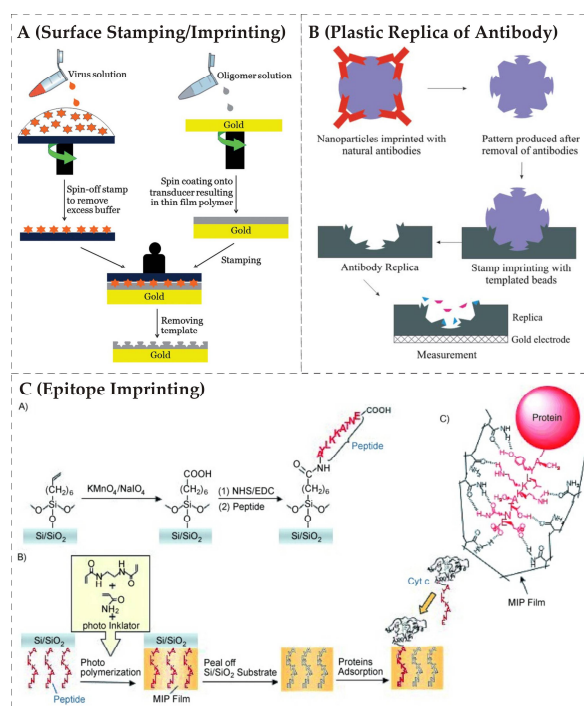 A (Surface Stamping/Imprinting)
Virus solution
Oligomer solution
Gold
Spin-off stamp
to remove
excess buffer
Spin coating onto
transducer resulting
in thin film polymer
Gold
Stamping
Gold
Removing
template
Gold
B (Plastic Replica of Antibody)
Nanoparticles imprinted with
natural antibodies
Pattern produced after
removal of antibodies
Antibody Replica
Stamp imprinting with
templated beads
Replica
Gold electrode
Measurement
C (Epitope Imprinting)
A)
(CH2)6
O Si O
Si/SiO2
KMnO4/NaIO4
COOH
(CH2)6
O Si O
Si/SiO2
(1) NHS/EDC
(2) Peptide
COOH
Peptide
O NH
(CH2)6
O Si O
Si/SiO2
C)
Protein
MIP Film
B)
+
NH2
+
photo Inklator
Si/SiO2
Peptide
Photo
polymerization
Si/SiO2
MIP Film
Peal off
Si/SiO2 Substrate
Proteins
Adsorption
Cyt c